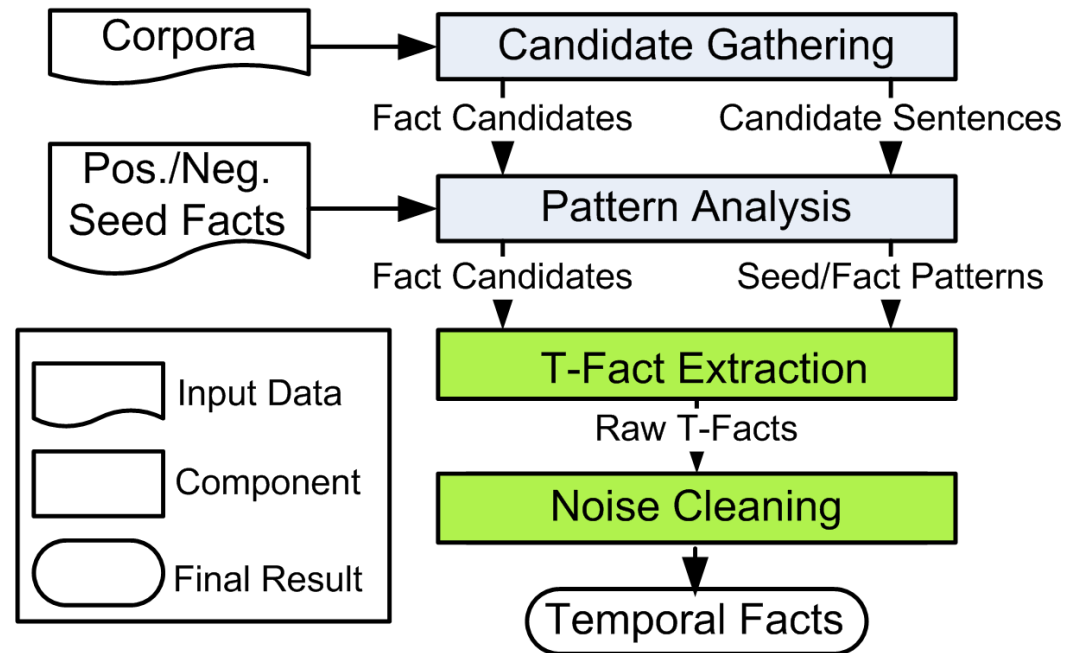 Corpora
Candidate Gathering
Fact Candidates
Candidate Sentences
Pos./Neg.
Seed Facts
Pattern Analysis
Fact Candidates
Seed/Fact Patterns
T-Fact Extraction
Raw T-Facts
Noise Cleaning
Temporal Facts
Input Data
Component
Final Result